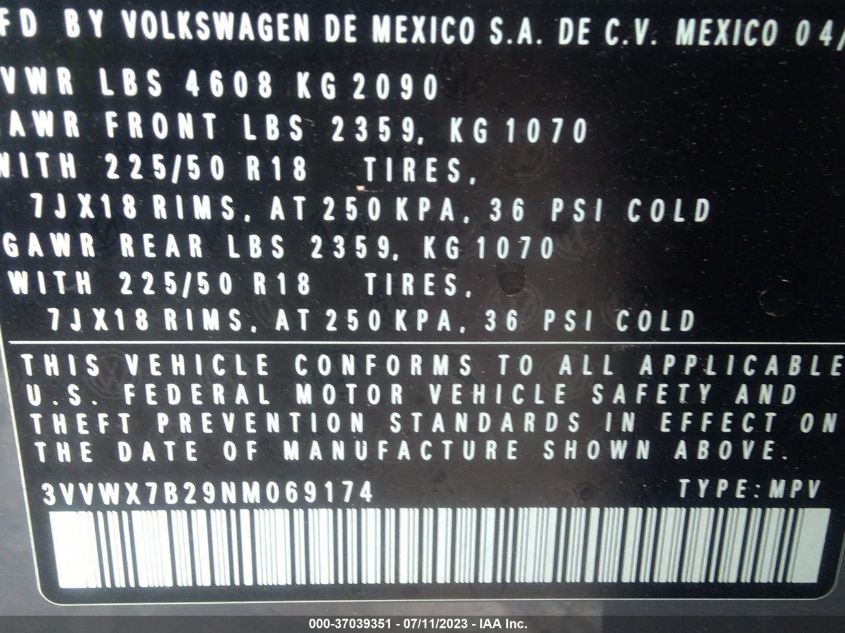 FD BY VOLKSWAGEN DE MEXICO S.A. DE C.V. MEXICO 04/
VWR LBS 4608 KG 2090
AWR FRONT LBS 2359, KG 1070
WITH 225/50 R18 TIRES,
7JX18 RIMS, AT 250 KPA, 36 PSI COLD
GAWR REAR LBS 2359, KG 1070
WITH 225/50 R18 TIRES,
7JX18 RIMS, AT 250 KPA, 36 PSI COLD
THIS VEHICLE CONFORMS TO ALL APPLICABLE
U.S. FEDERAL MOTOR VEHICLE SAFETY AND
THEFT PREVENTION STANDARDS IN EFFECT ON
THE DATE OF MANUFACTURE SHOWN ABOVE.
3VVWX7B29NM069174 TYPE: MPV
000-37039351 - 07/11/2023 - IAA Inc.